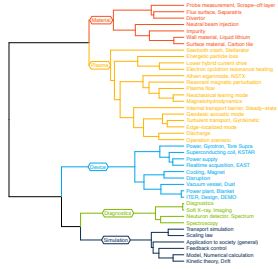 Probe measurement, Scrape-off layer
Flux surface, Separatrix
Material
Divertor
Neutral beam injection
Impurity
Wall material, Liquid lithium
Surface material, Carbon tile
Sawtooth crash, Stellarator
Energetic particle loss
Plasma
Lower hybrid current drive
Electron cyclotron resonance heating
Alfven eigenmode, NSTX
Resonant magnetic perturbation
Plasma flow
Neoclassical tearing mode
Magnetohydrodynamics
Internal transport barrier, Steady-state
Geodesic acoustic mode
Turbulent transport, Gyrokinetic
Edge-localized mode
Discharge
Operation scenario
Power, Gyrotron, Tore Supra
Superconducting coil, KSTAR
Power supply
Device
Realtime acquisition, EAST
Cooling, Magnet
Disruption
Vacuum vessel, Dust
Power plant, Blanket
ITER, Design, DEMO
Diagnostics
Diagnostics
Soft X-ray, Imaging
Neutron detector, Spectrum
Spectroscopy
Transport simulation
Simulation
Scaling law
Application to society (general)
Feedback control
Model, Numerical calculation
Kinetic theory, Drift